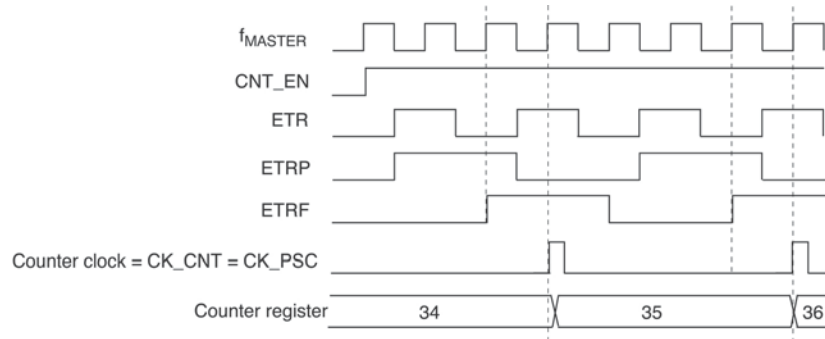 fMASTER
CNT_EN
ETR
ETRP
ETRF
Counter clock = CK_CNT = CK_PSC
Counter register 34 35 36